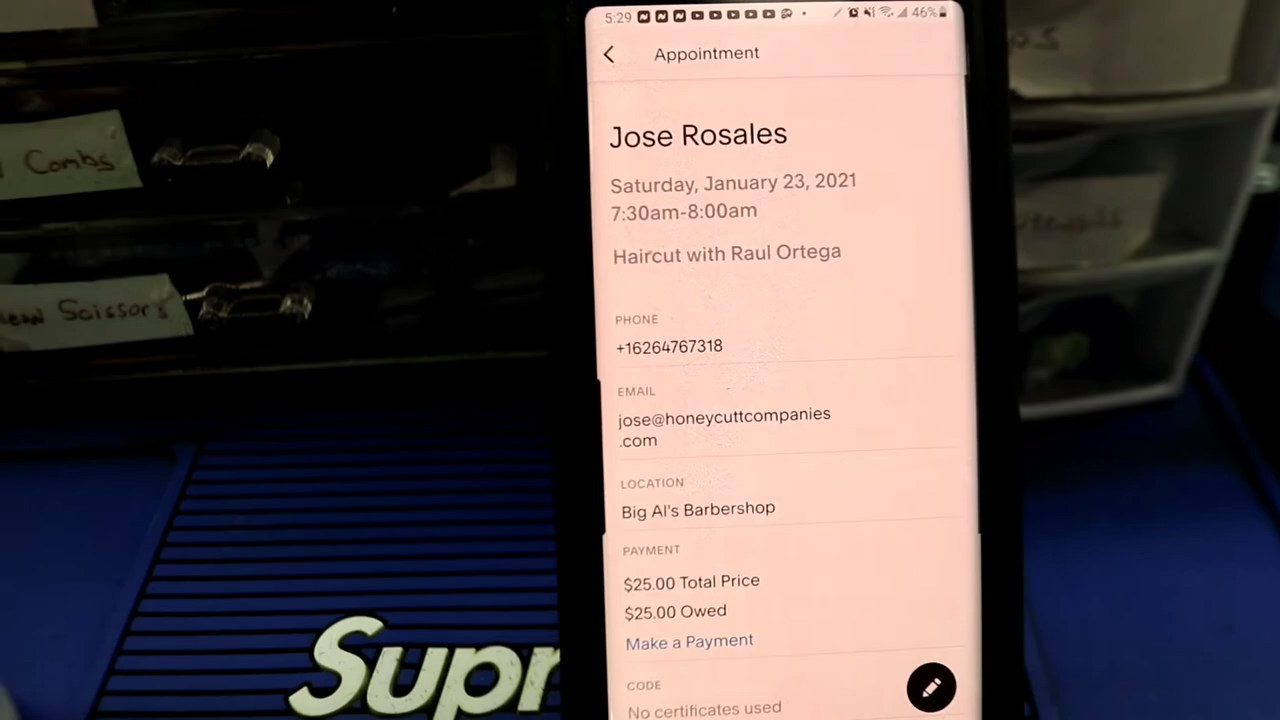 5:29
46%
Appointment
Jose Rosales
Saturday, January 23, 2021
7:30am-8:00am
Haircut with Raul Ortega
PHONE
+16264767318
EMAIL
jose@honeycuttcompanies
.com
LOCATION
Big Al's Barbershop
PAYMENT
$25.00 Total Price
$25.00 Owed
Make a Payment
CODE
No certificates used
Combs
Scissors
Supr